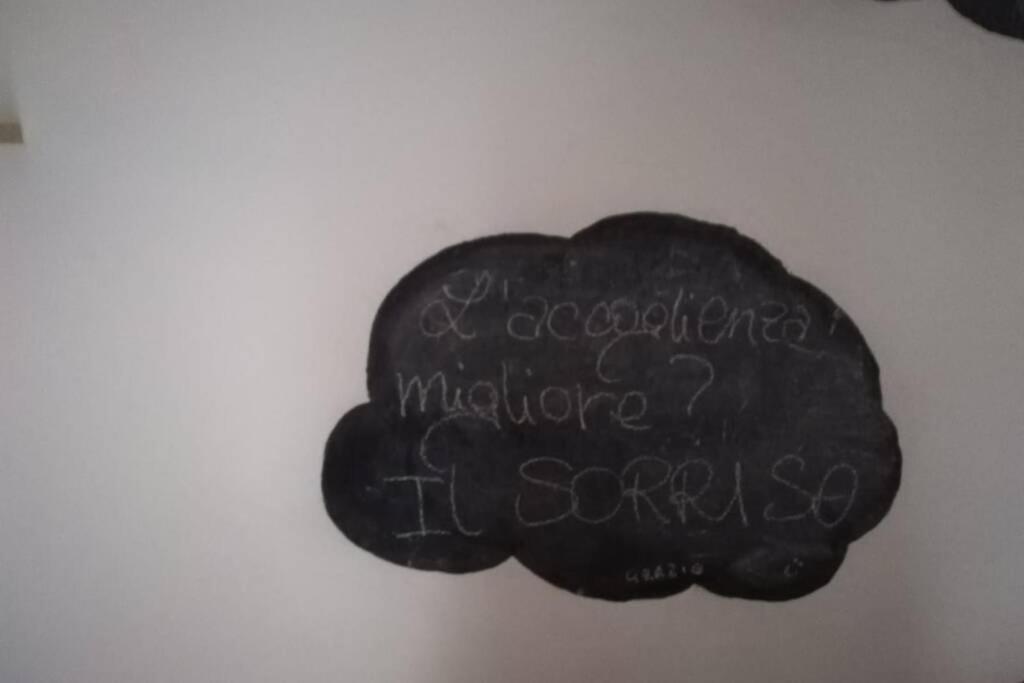 L'accoglienza
migliore?
Il SORRISO
GRAZIE